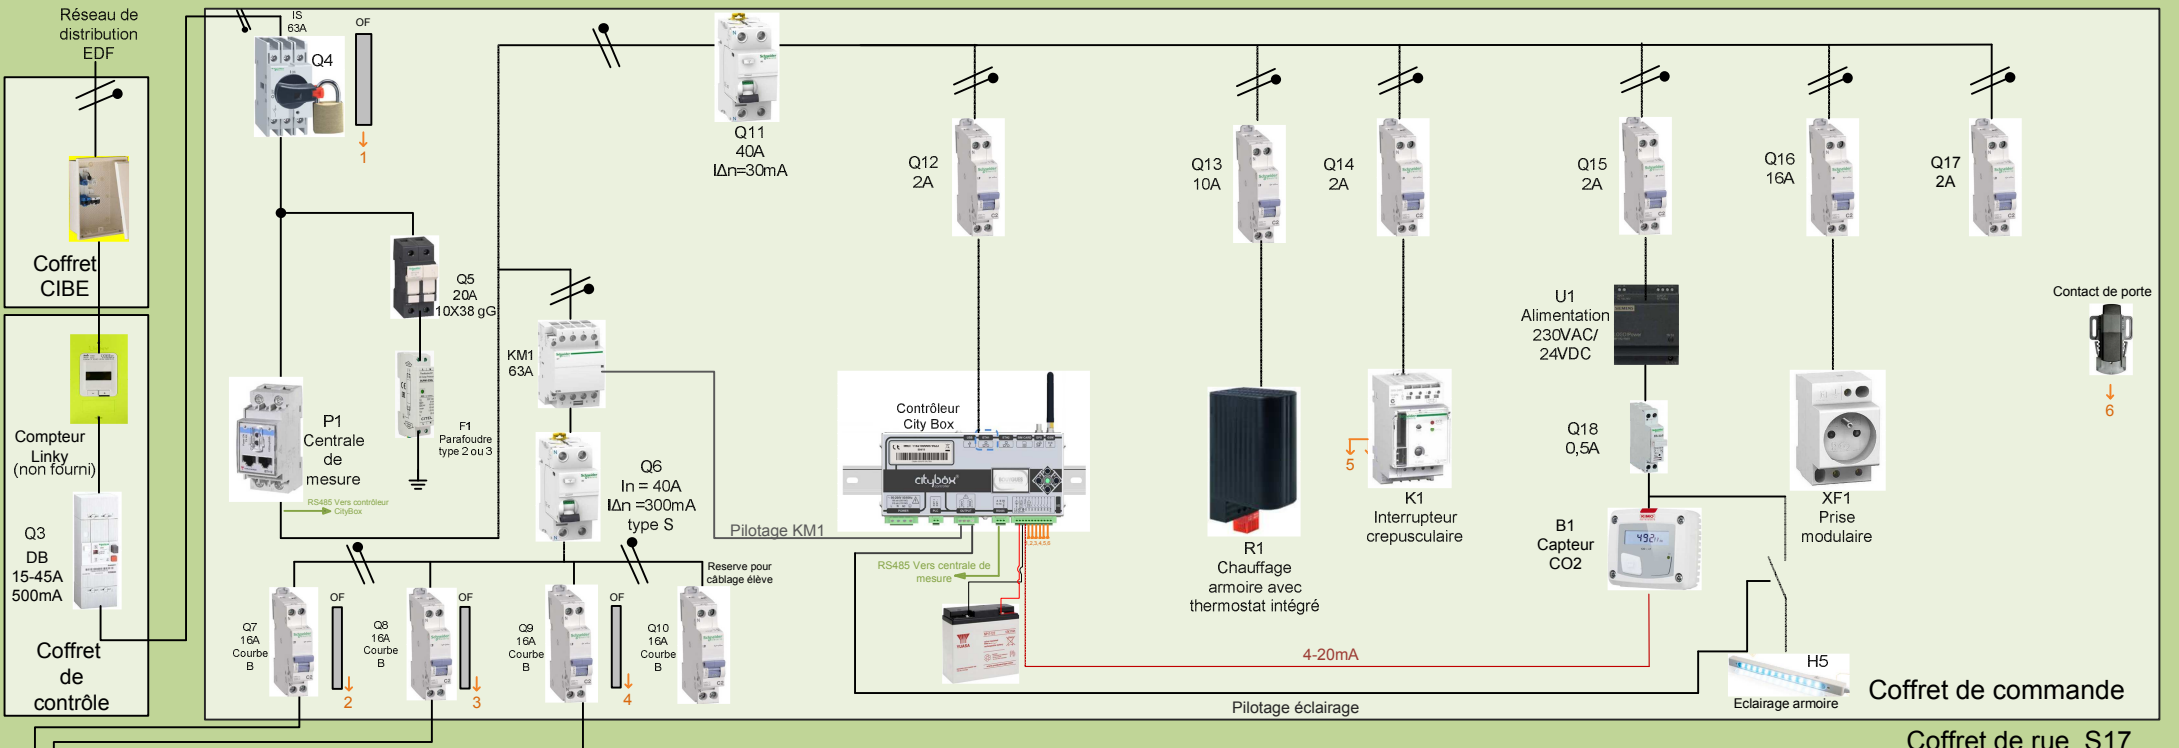 Réseau de
distribution
EDF
Coffret
CIBE
Compteur
Linky
(non fourni)
Q3
DB
15-45A
500mA
Coffret
de
contrôle
IS
63A
Q4
OF
1
Q5
20A
10X38 gG
F1
Parafoudre
type 2 ou 3
P1
Centrale
de
mesure
RS485 Vers contrôleur
CityBox
KM1
63A
Q6
In = 40A
IΔn =300mA
type S
Pilotage KM1
Q7
16A
Courbe
B
OF
2
Q8
16A
Courbe
B
OF
3
Q9
16A
Courbe
B
OF
4
Q10
16A
Courbe
B
Reserve pour
câblage élève
Q11
40A
IΔn=30mA
Q12
2A
Contrôleur
City Box
citybox
1,2,3,4,5,6
RS485 Vers centrale de
mesure
YUASA
4-20mA
Pilotage éclairage
Q13
10A
R1
Chauffage
armoire avec
thermostat intégré
Q14
2A
5
K1
Interrupteur
crepusculaire
Q15
2A
U1
Alimentation
230VAC/
24VDC
Q18
0,5A
B1
Capteur
CO2
Q16
16A
XF1
Prise
modulaire
Q17
2A
Contact de porte
6
H5
Eclairage armoire
Coffret de commande
Coffret de rue S17